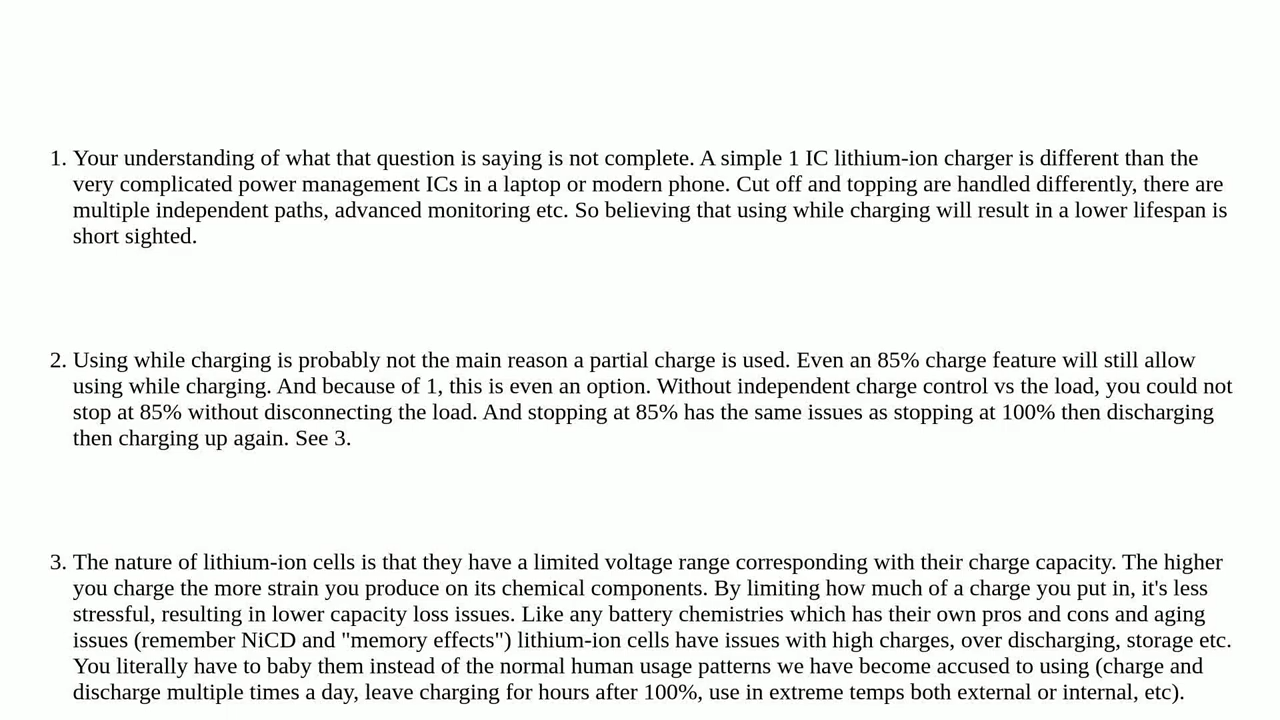 1. Your understanding of what that question is saying is not complete. A simple 1 IC lithium-ion charger is different than the
very complicated power management ICs in a laptop or modern phone. Cut off and topping are handled differently, there are
multiple independent paths, advanced monitoring etc. So believing that using while charging will result in a lower lifespan is
short sighted.
2. Using while charging is probably not the main reason a partial charge is used. Even an 85% charge feature will still allow
using while charging. And because of 1, this is even an option. Without independent charge control vs the load, you could not
stop at 85% without disconnecting the load. And stopping at 85% has the same issues as stopping at 100% then discharging
then charging up again. See 3.
3. The nature of lithium-ion cells is that they have a limited voltage range corresponding with their charge capacity. The higher
you charge the more strain you produce on its chemical components. By limiting how much of a charge you put in, it's less
stressful, resulting in lower capacity loss issues. Like any battery chemistries which has their own pros and cons and aging
issues (remember NiCD and "memory effects") lithium-ion cells have issues with high charges, over discharging, storage etc.
You literally have to baby them instead of the normal human usage patterns we have become accused to using (charge and
discharge multiple times a day, leave charging for hours after 100%, use in extreme temps both external or internal, etc).